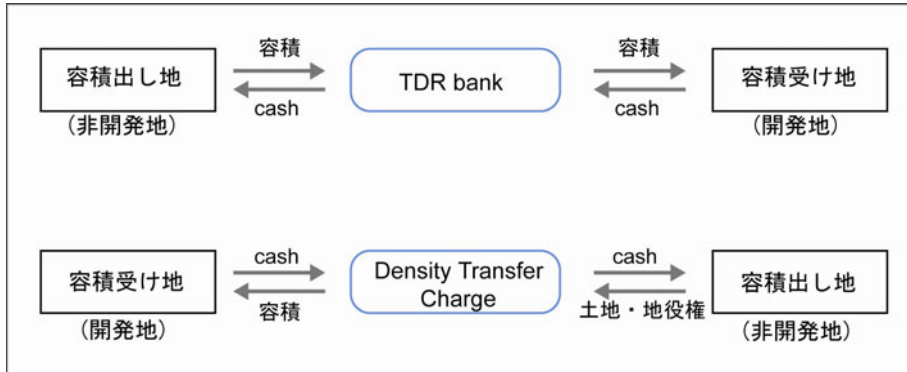 容積
容積
容積出し地
TDR bank
容積受け地
cash
cash
(非開発地)
(開発地)
cash
cash
容積受け地
Density Transfer
Charge
容積出し地
容積
土地・地役権
(開発地)
(非開発地)